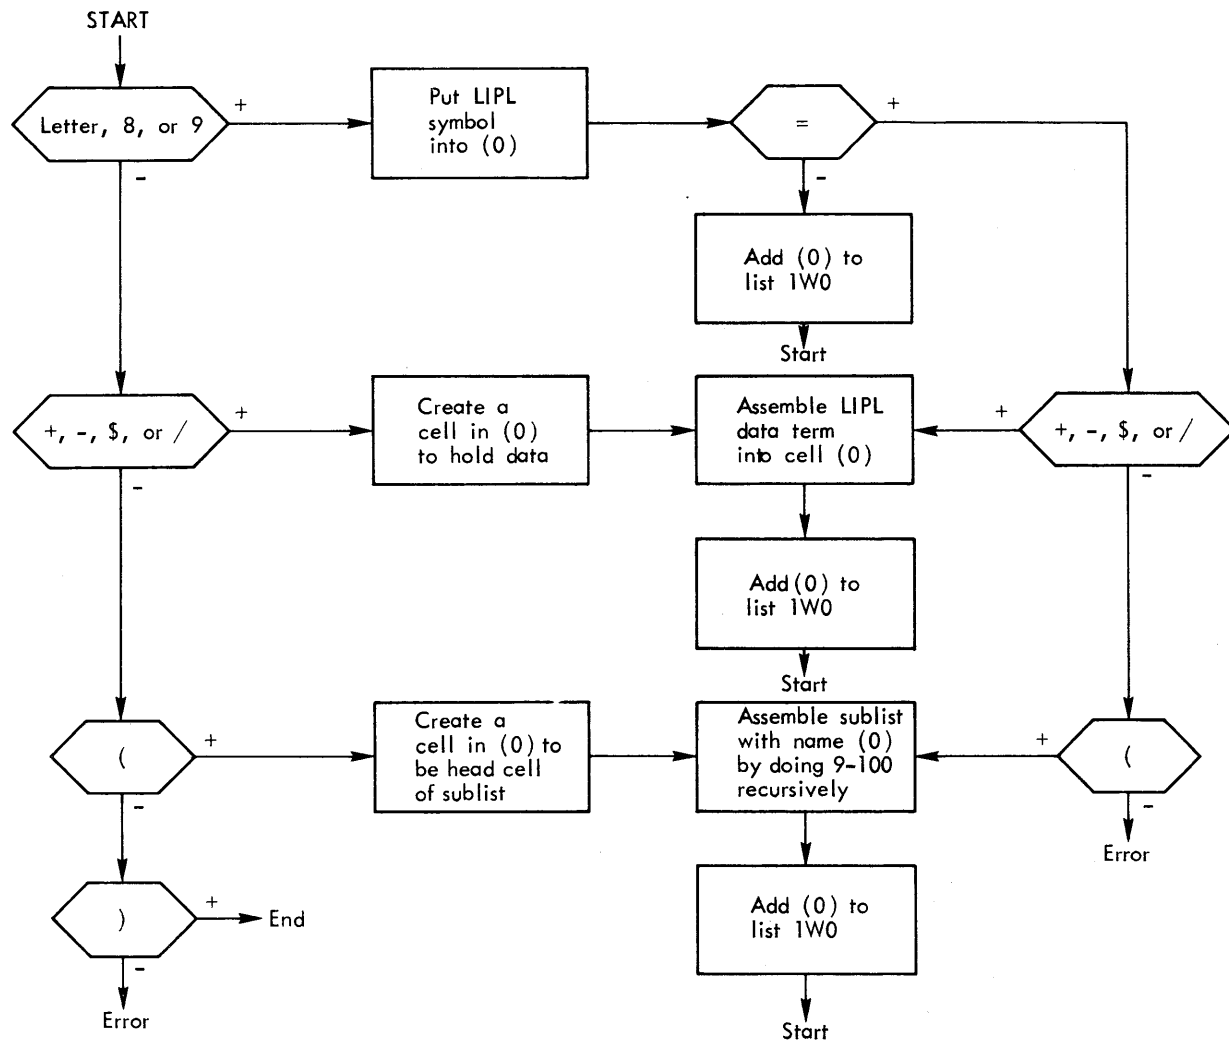 START
Letter, 8, or 9
+
-
Put LIPL
symbol
into (0)
=
+
-
Add (0) to
list 1W0
Start
+, -, $, or /
+
-
Create a
cell in (0)
to hold data
Assemble LIPL
data term
into cell (0)
+
+, -, $, or /
-
Add (0) to
list 1W0
Start
(
+
-
Create a
cell in (0) to
be head cell
of sublist
Assemble sublist
with name (0)
by doing 9-100
recursively
+
(
-
Error
)
+
End
-
Error
Add (0) to
list 1W0
Start